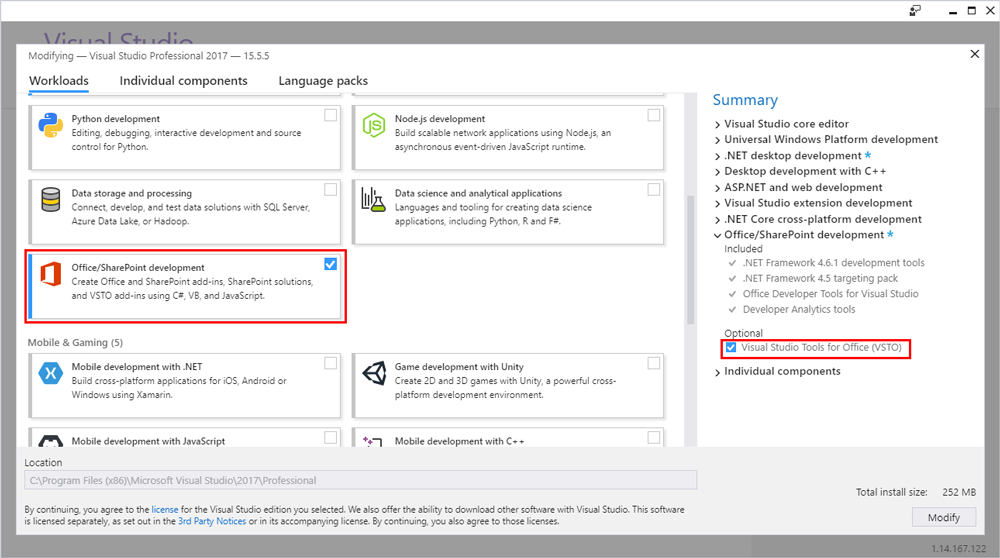 Visual Studio
Modifying — Visual Studio Professional 2017 — 15.5.5
Workloads
Individual components
Language packs
Python development
Editing, debugging, interactive development and source
control for Python.
Node.js development
Build scalable network applications using Node.js, an
asynchronous event-driven JavaScript runtime.
Data storage and processing
Connect, develop, and test data solutions with SQL Server,
Azure Data Lake, or Hadoop.
Data science and analytical applications
Languages and tooling for creating data science
applications, including Python, R and F#.
Office/SharePoint development
Create Office and SharePoint add-ins, SharePoint solutions,
and VSTO add-ins using C#, VB, and JavaScript.
Mobile & Gaming (5)
Mobile development with .NET
Build cross-platform applications for iOS, Android or
Windows using Xamarin.
Game development with Unity
Create 2D and 3D games with Unity, a powerful cross-
platform development environment.
Mobile development with JavaScript
Mobile development with C++
Summary
Visual Studio core editor
Universal Windows Platform development
.NET desktop development *
Desktop development with C++
ASP.NET and web development
Visual Studio extension development
.NET Core cross-platform development
Office/SharePoint development *
Included
.NET Framework 4.6.1 development tools
.NET Framework 4.5 targeting pack
Office Developer Tools for Visual Studio
Developer Analytics tools
Optional
Visual Studio Tools for Office (VSTO)
Individual components
Location
C:\Program Files (x86)\Microsoft Visual Studio\2017\Professional
By continuing, you agree to the license for the Visual Studio edition you selected. We also offer the ability to download other software with Visual Studio. This software
is licensed separately, as set out in the 3rd Party Notices or in its accompanying license. By continuing, you also agree to those licenses.
Total install size: 252 MB
Modify
1.14.167.122